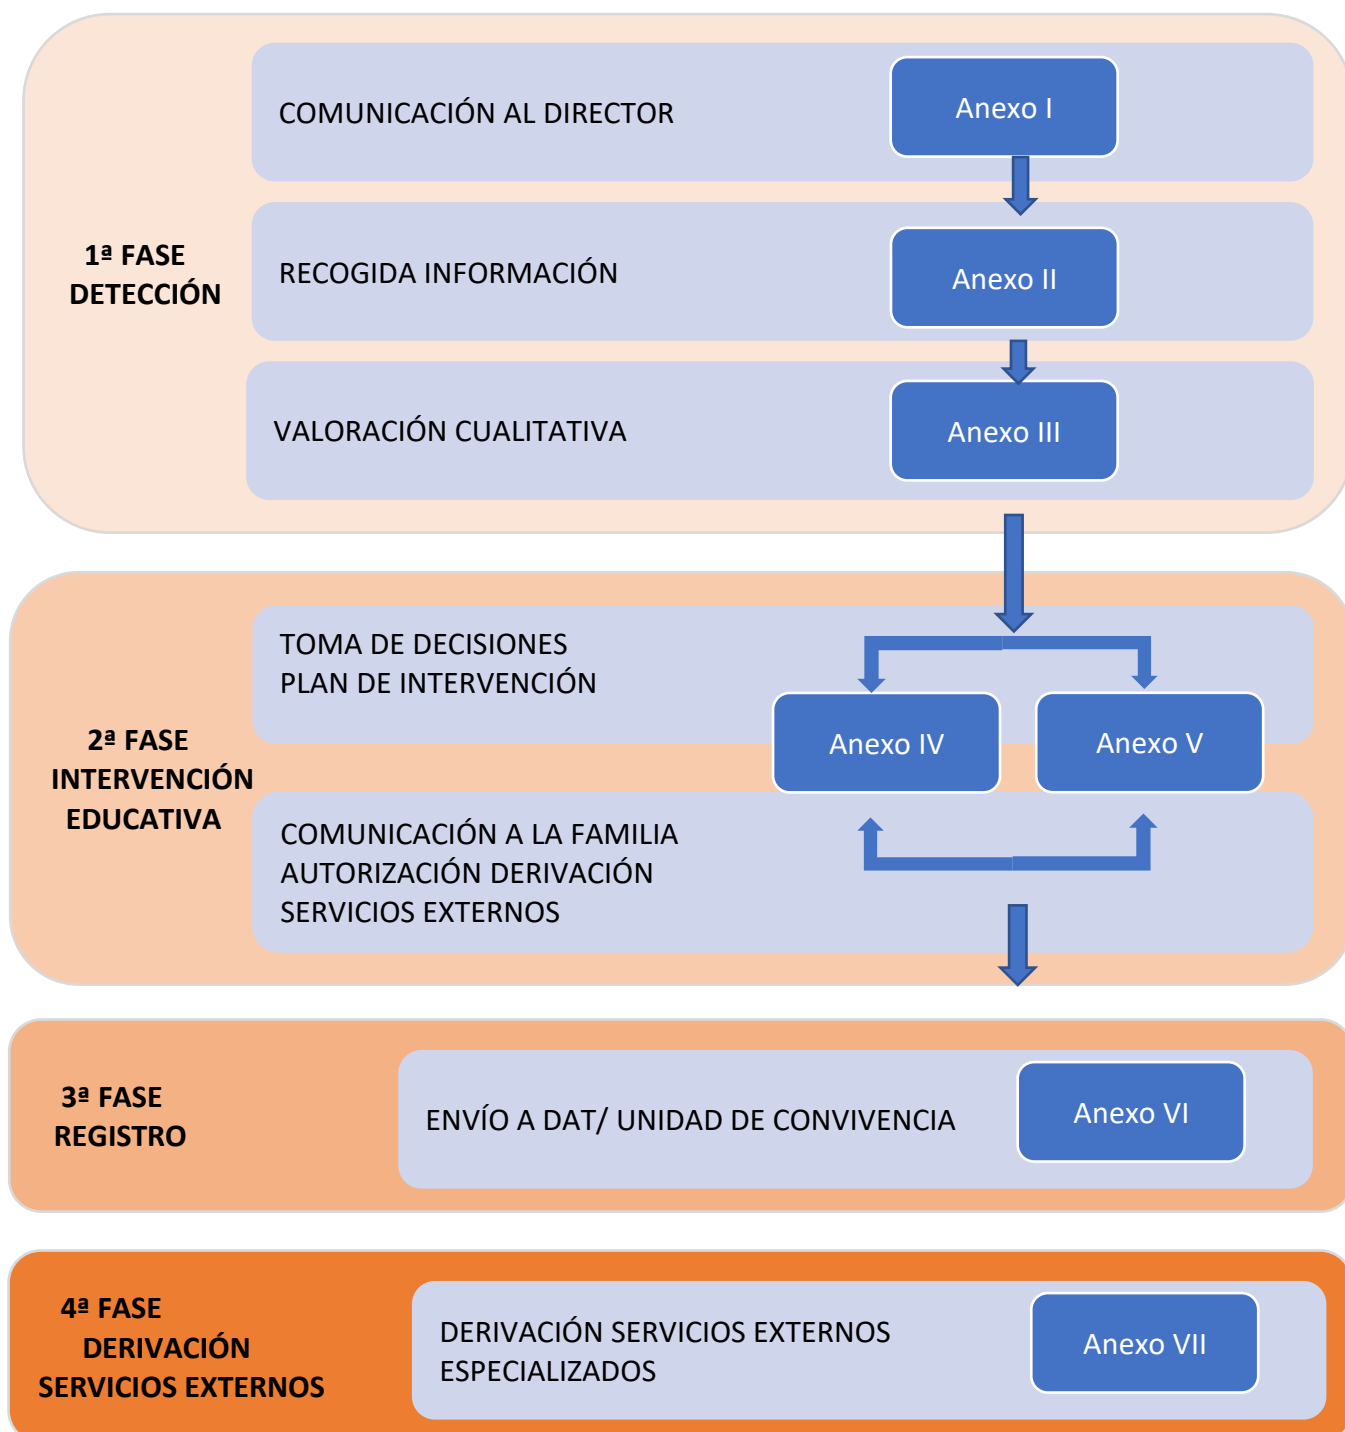 1ª FASE
DETECCIÓN
COMUNICACIÓN AL DIRECTOR
Anexo I
RECOGIDA INFORMACIÓN
Anexo II
VALORACIÓN CUALITATIVA
Anexo III
2ª FASE
INTERVENCIÓN
EDUCATIVA
TOMA DE DECISIONES
PLAN DE INTERVENCIÓN
Anexo IV
Anexo V
COMUNICACIÓN A LA FAMILIA
AUTORIZACIÓN DERIVACIÓN
SERVICIOS EXTERNOS
3ª FASE
REGISTRO
ENVÍO A DAT/ UNIDAD DE CONVIVENCIA
Anexo VI
4ª FASE
DERIVACIÓN
SERVICIOS EXTERNOS
DERIVACIÓN SERVICIOS EXTERNOS
ESPECIALIZADOS
Anexo VII